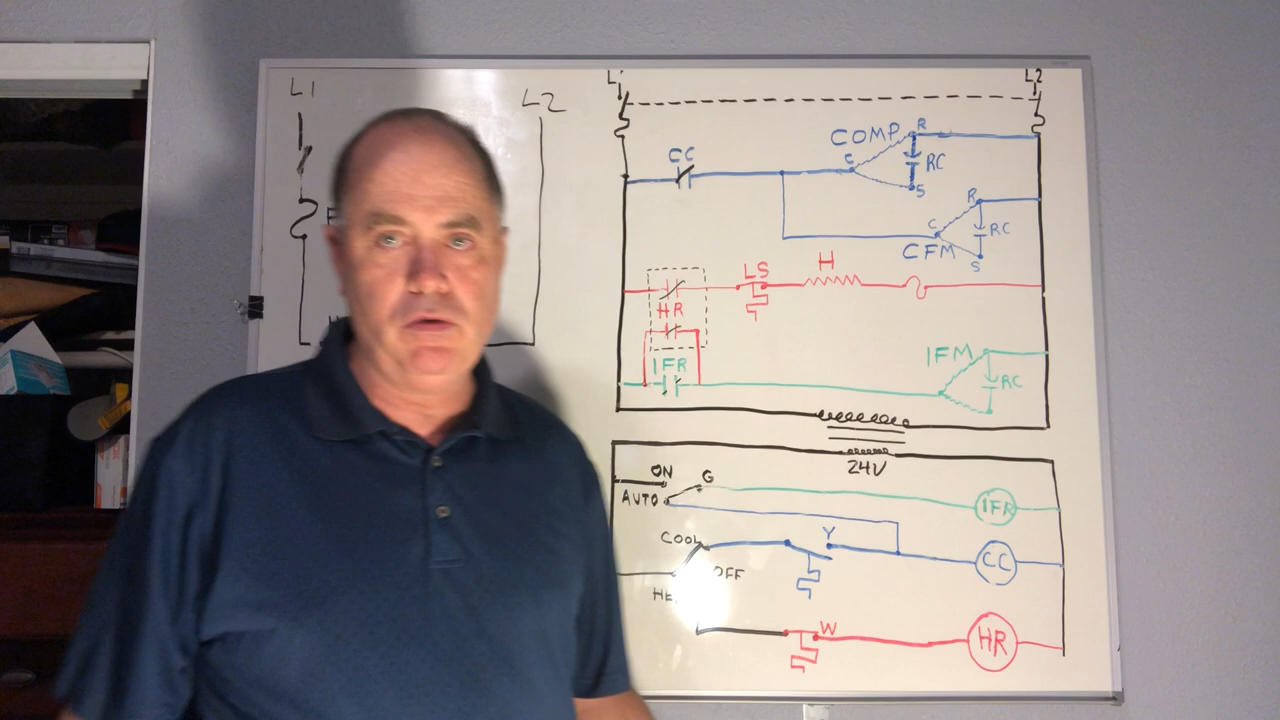 L1
L2
L1
L2
COMP
R
CC
C
RC
S
R
C
RC
CFM
S
LS
H
HR
IFR
IFM
RC
24V
ON
G
AUTO
IFR
COOL
Y
CC
OFF
W
HR